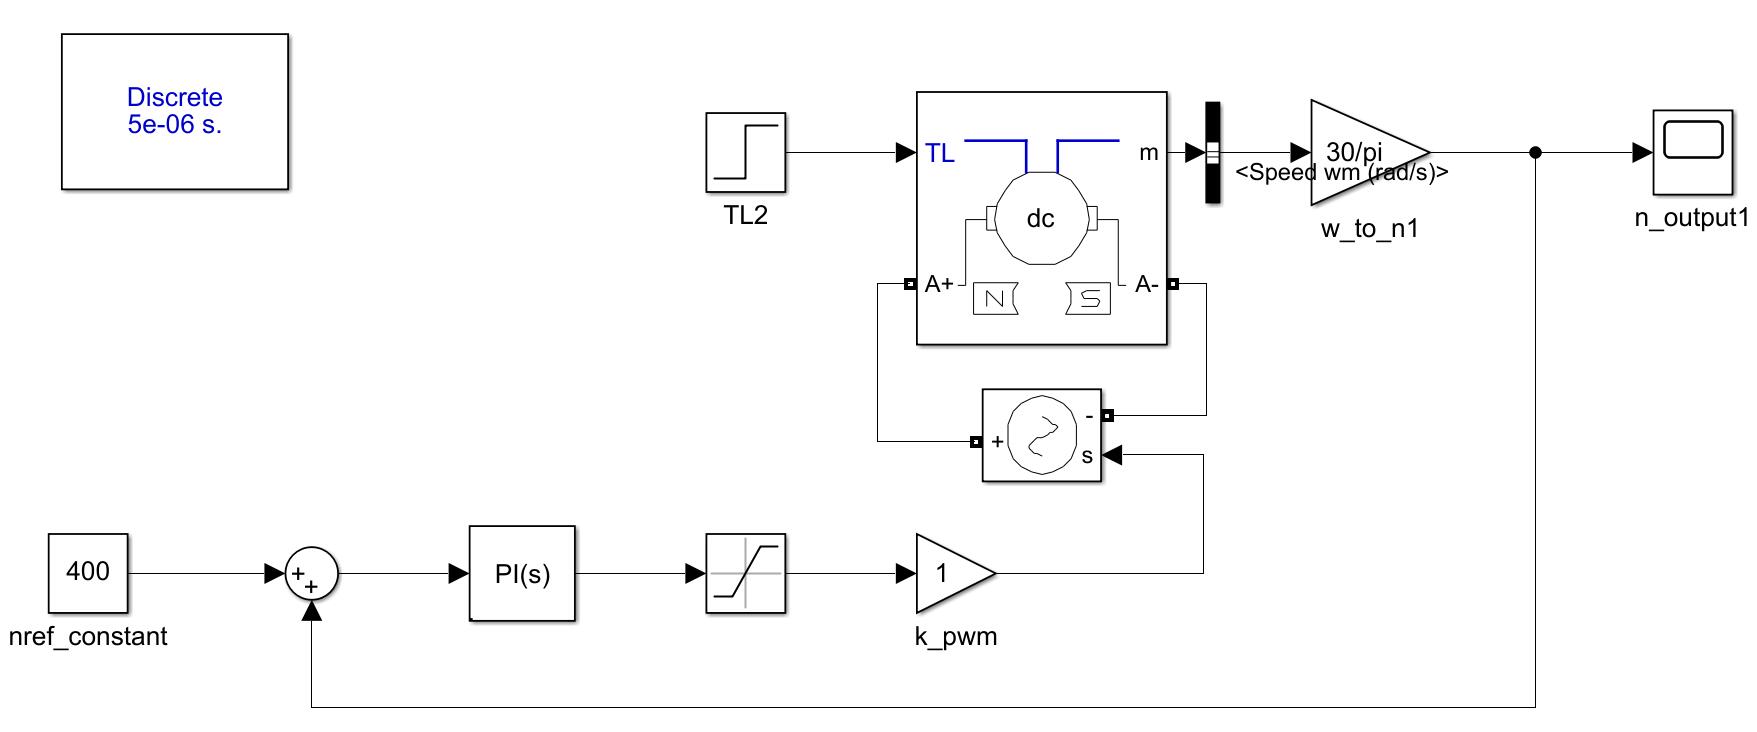 Discrete
5e-06 s.
TL2
TL
m
dc
A+
A-
N
S
<Speed wm (rad/s)>
30/pi
w_to_n1
n_output1
-
+
s
400
nref_constant
+
+
PI(s)
1
k_pwm